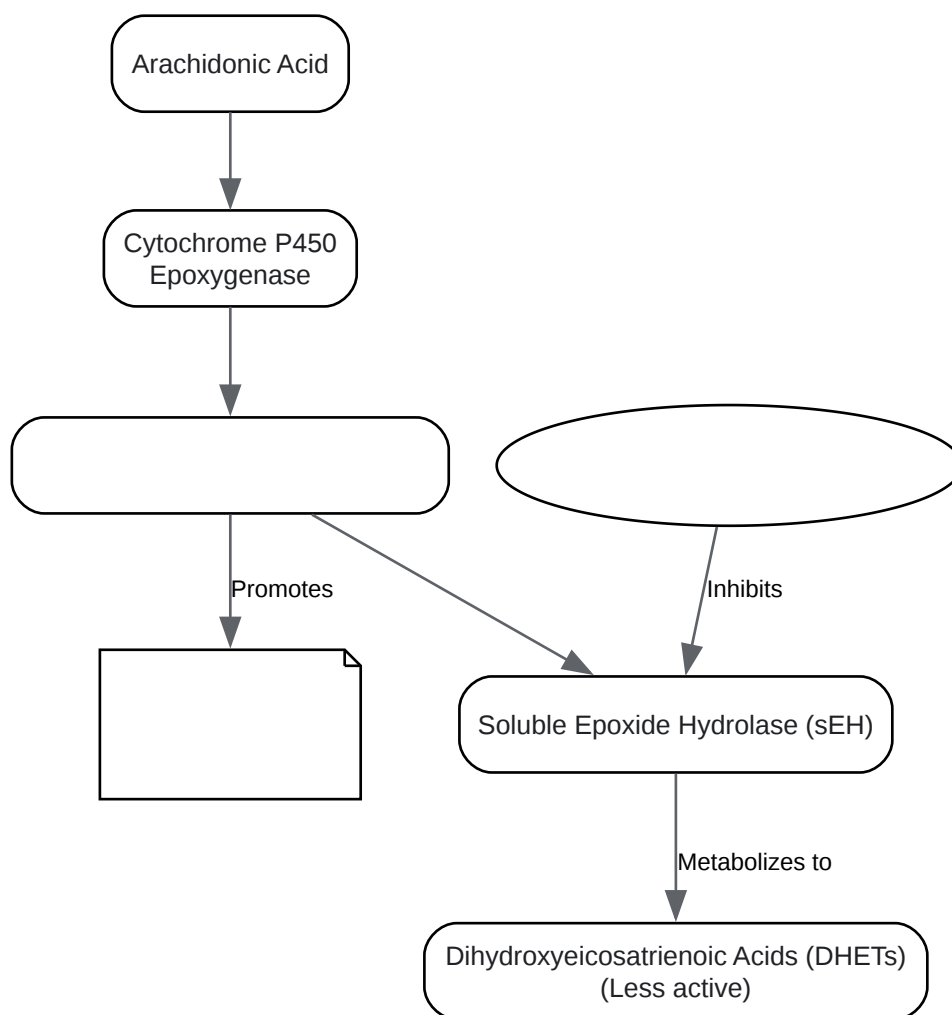 Arachidonic Acid
Cytochrome P450
Epoxygenase
Promotes
Inhibits
Soluble Epoxide Hydrolase (sEH)
Metabolizes to
Dihydroxyeicosatrienoic Acids (DHETs)
(Less active)